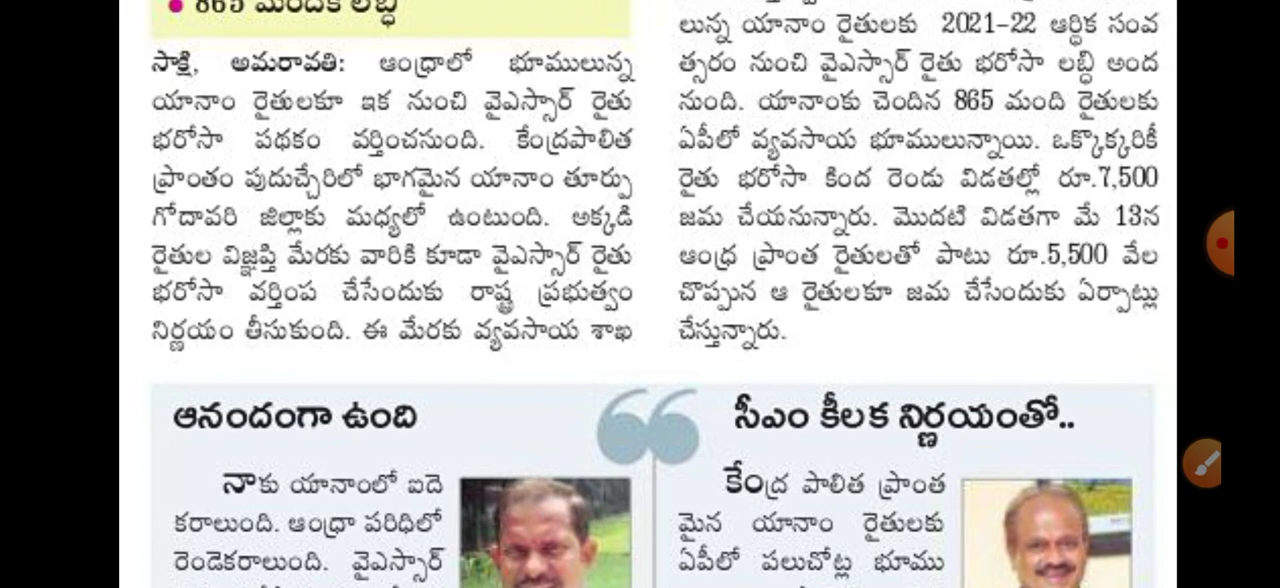 865 మందికి లబ్ధి
సాక్షి, అమరావతి: ఆంధ్రాలో భూములున్న
యానాం రైతులకూ ఇక నుంచి వైఎస్సార్ రైతు
భరోసా పథకం వర్తించనుంది. కేంద్రపాలిత
ప్రాంతం పుదుచ్చేరిలో భాగమైన యానాం తూర్పు
గోదావరి జిల్లాకు మధ్యలో ఉంటుంది. అక్కడి
రైతుల విజ్ఞప్తి మేరకు వారికి కూడా వైఎస్సార్ రైతు
భరోసా వర్తింప చేసేందుకు రాష్ట్ర ప్రభుత్వం
నిర్ణయం తీసుకుంది. ఈ మేరకు వ్యవసాయ శాఖ
లున్న యానాం రైతులకు 2021–22 ఆర్థిక సంవ
త్సరం నుంచి వైఎస్సార్ రైతు భరోసా లబ్ధి అంద
నుంది. యానాంకు చెందిన 865 మంది రైతులకు
ఏపీలో వ్యవసాయ భూములున్నాయి. ఒక్కొక్కరికీ
రైతు భరోసా కింద రెండు విడతల్లో రూ.7,500
జమ చేయనున్నారు. మొదటి విడతగా మే 13న
ఆంధ్ర ప్రాంత రైతులతో పాటు రూ.5,500 వేల
చొప్పున ఆ రైతులకూ జమ చేసేందుకు ఏర్పాట్లు
చేస్తున్నారు.
ఆనందంగా ఉంది
నాకు యానాంలో ఐదె
కరాలుంది. ఆంధ్రా పరిధిలో
రెండెకరాలుంది. వైఎస్సార్
సీఎం కీలక నిర్ణయంతో..
కేంద్ర పాలిత ప్రాంత
మైన యానాం రైతులకు
ఏపీలో పలుచోట్ల భూము